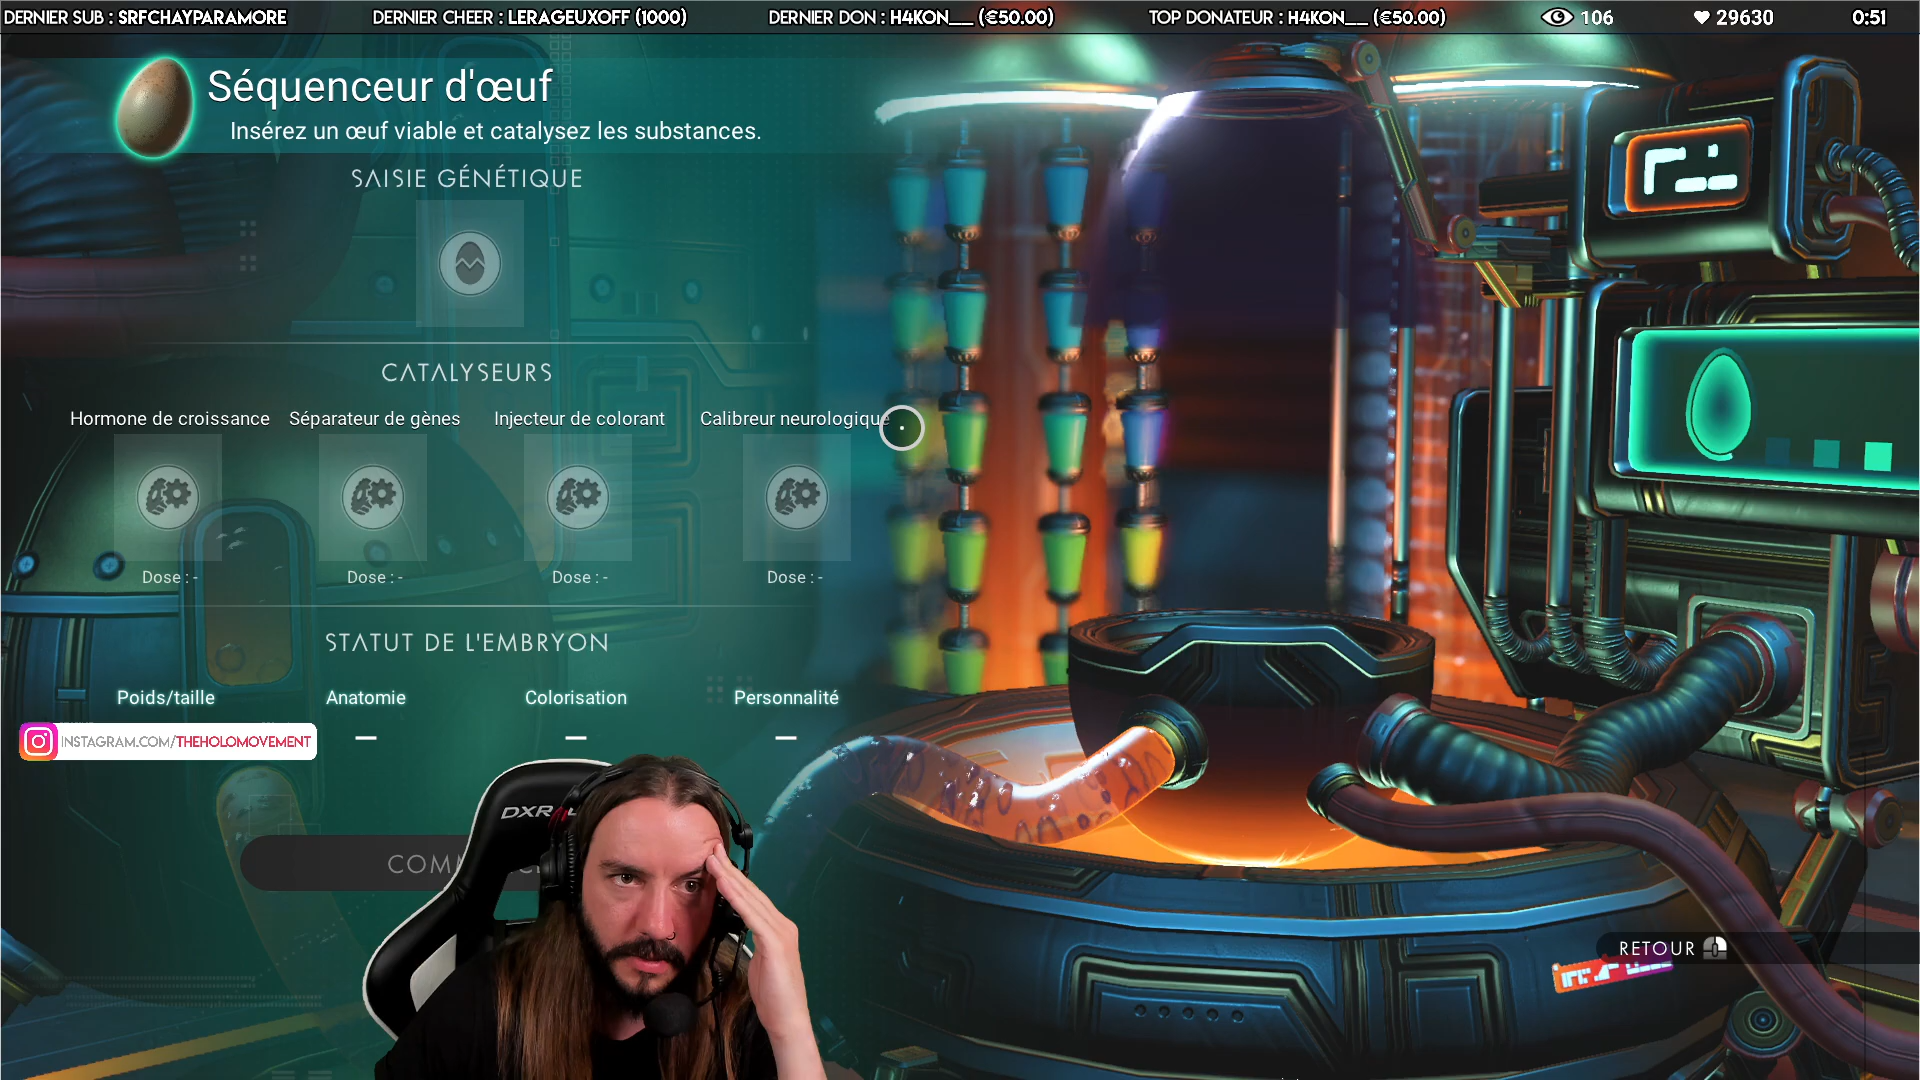 DERNIER SUB : SRFCHAYPARAMORE
DERNIER CHEER : LERAGEUXOFF (1000)
DERNIER DON : H4KON__ (€50.00)
TOP DONATEUR : H4KON__ (€50.00)
106
29630
0:51
Séquenceur d'œuf
Insérez un œuf viable et catalysez les substances.
SAISIE GÉNÉTIQUE
CATALYSEURS
Hormone de croissance
Séparateur de gènes
Injecteur de colorant
Calibreur neurologique
Dose : -
Dose : -
Dose : -
Dose : -
STATUT DE L'EMBRYON
Poids/taille
Anatomie
Colorisation
Personnalité
INSTAGRAM.COM/THEHOLOMOVEMENT
RETOUR